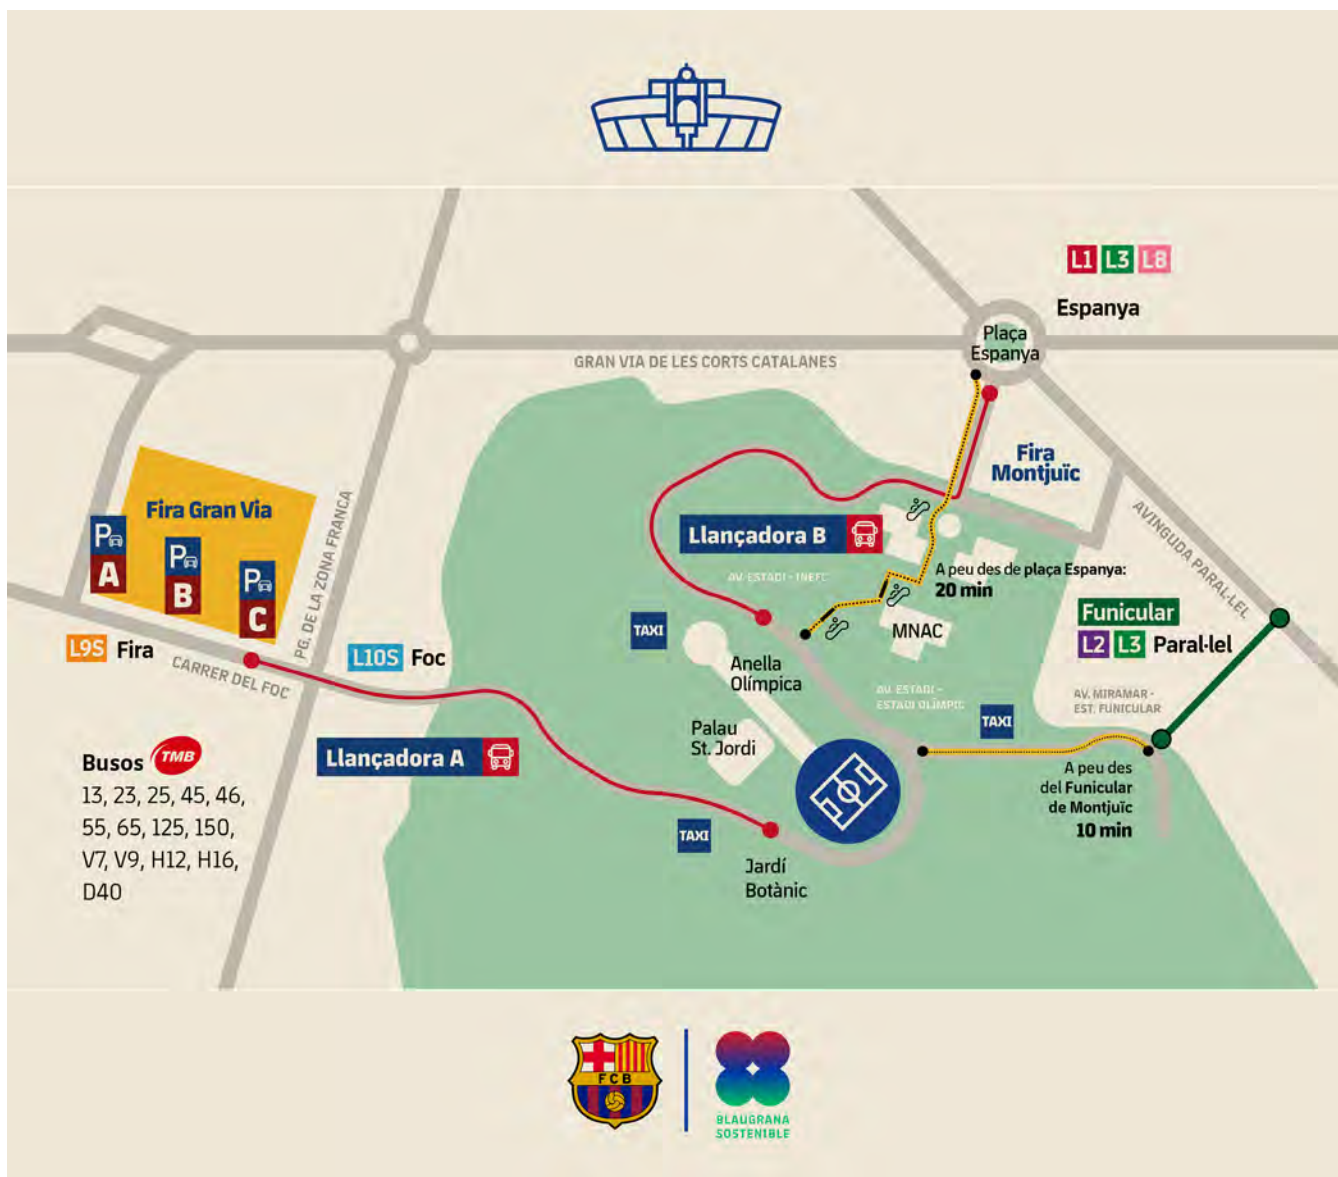 L1 L3 L8
Espanya
Plaça
Espanya
GRAN VIA DE LES CORTS CATALANES
Fira
Montjuïc
AVINGUDA PARAL·LEL
Fira Gran Via
P
A
P
B
P
C
PG. DE LA ZONA FRANCA
Llançadora B
AV. ESTADI - INEFC
A peu des de plaça Espanya:
20 min
MNAC
Funicular
L2 L3 Paral·lel
TAXI
L9S Fira
CARRER DEL FOC
L10S Foc
Anella
Olímpica
AV. ESTADI -
ESTADI OLÍMPIC
AV. MIRAMAR -
EST. FUNICULAR
TAXI
Palau
St. Jordi
Llançadora A
Busos TMB
13, 23, 25, 45, 46,
55, 65, 125, 150,
V7, V9, H12, H16,
D40
A peu des
del Funicular
de Montjuïc
10 min
TAXI
Jardí
Botànic
FCB
BLAUGRANA
SOSTENIBLE